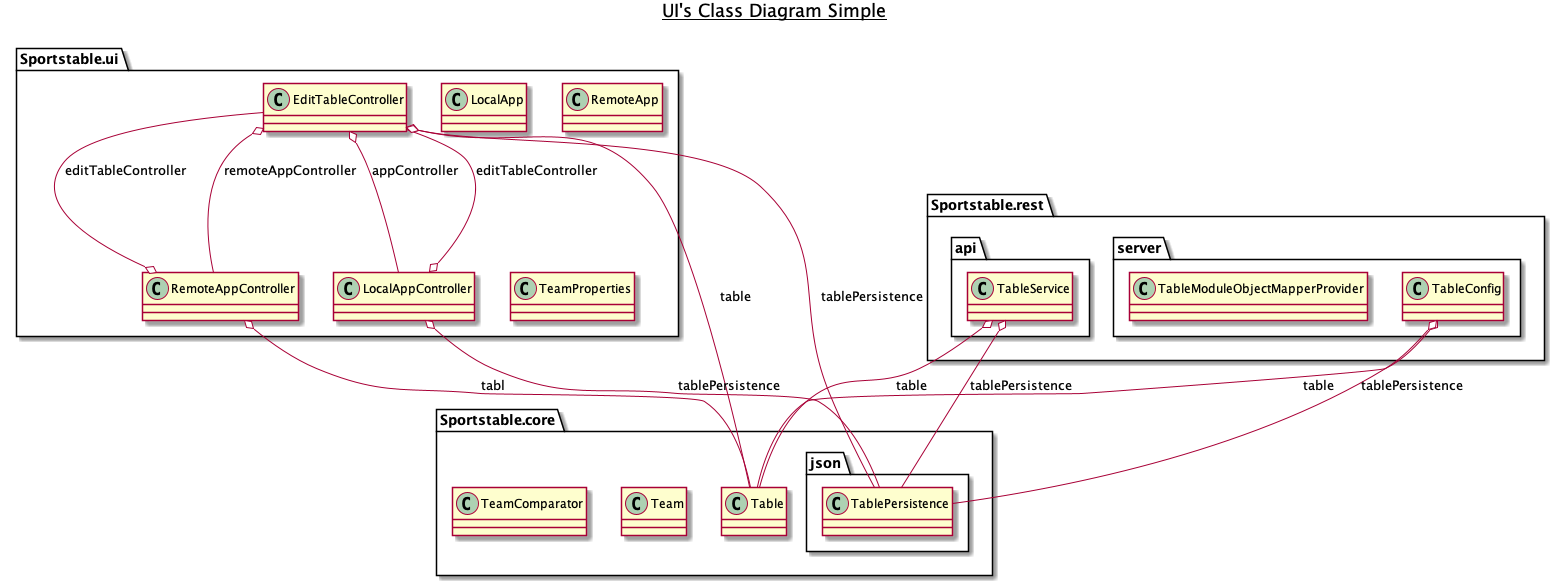 UI's Class Diagram Simple
Sportstable.ui
C EditTableController
C LocalApp
C RemoteApp
editTableController
remoteAppController
appController
editTableController
Sportstable.rest
api
server
C RemoteAppController
C LocalAppController
C TeamProperties
C TableService
C TableModuleObjectMapperProvider
C TableConfig
table
tablePersistence
tabl
tablePersistence
table
tablePersistence
table
tablePersistence
Sportstable.core
json
C TeamComparator
C Team
C Table
C TablePersistence